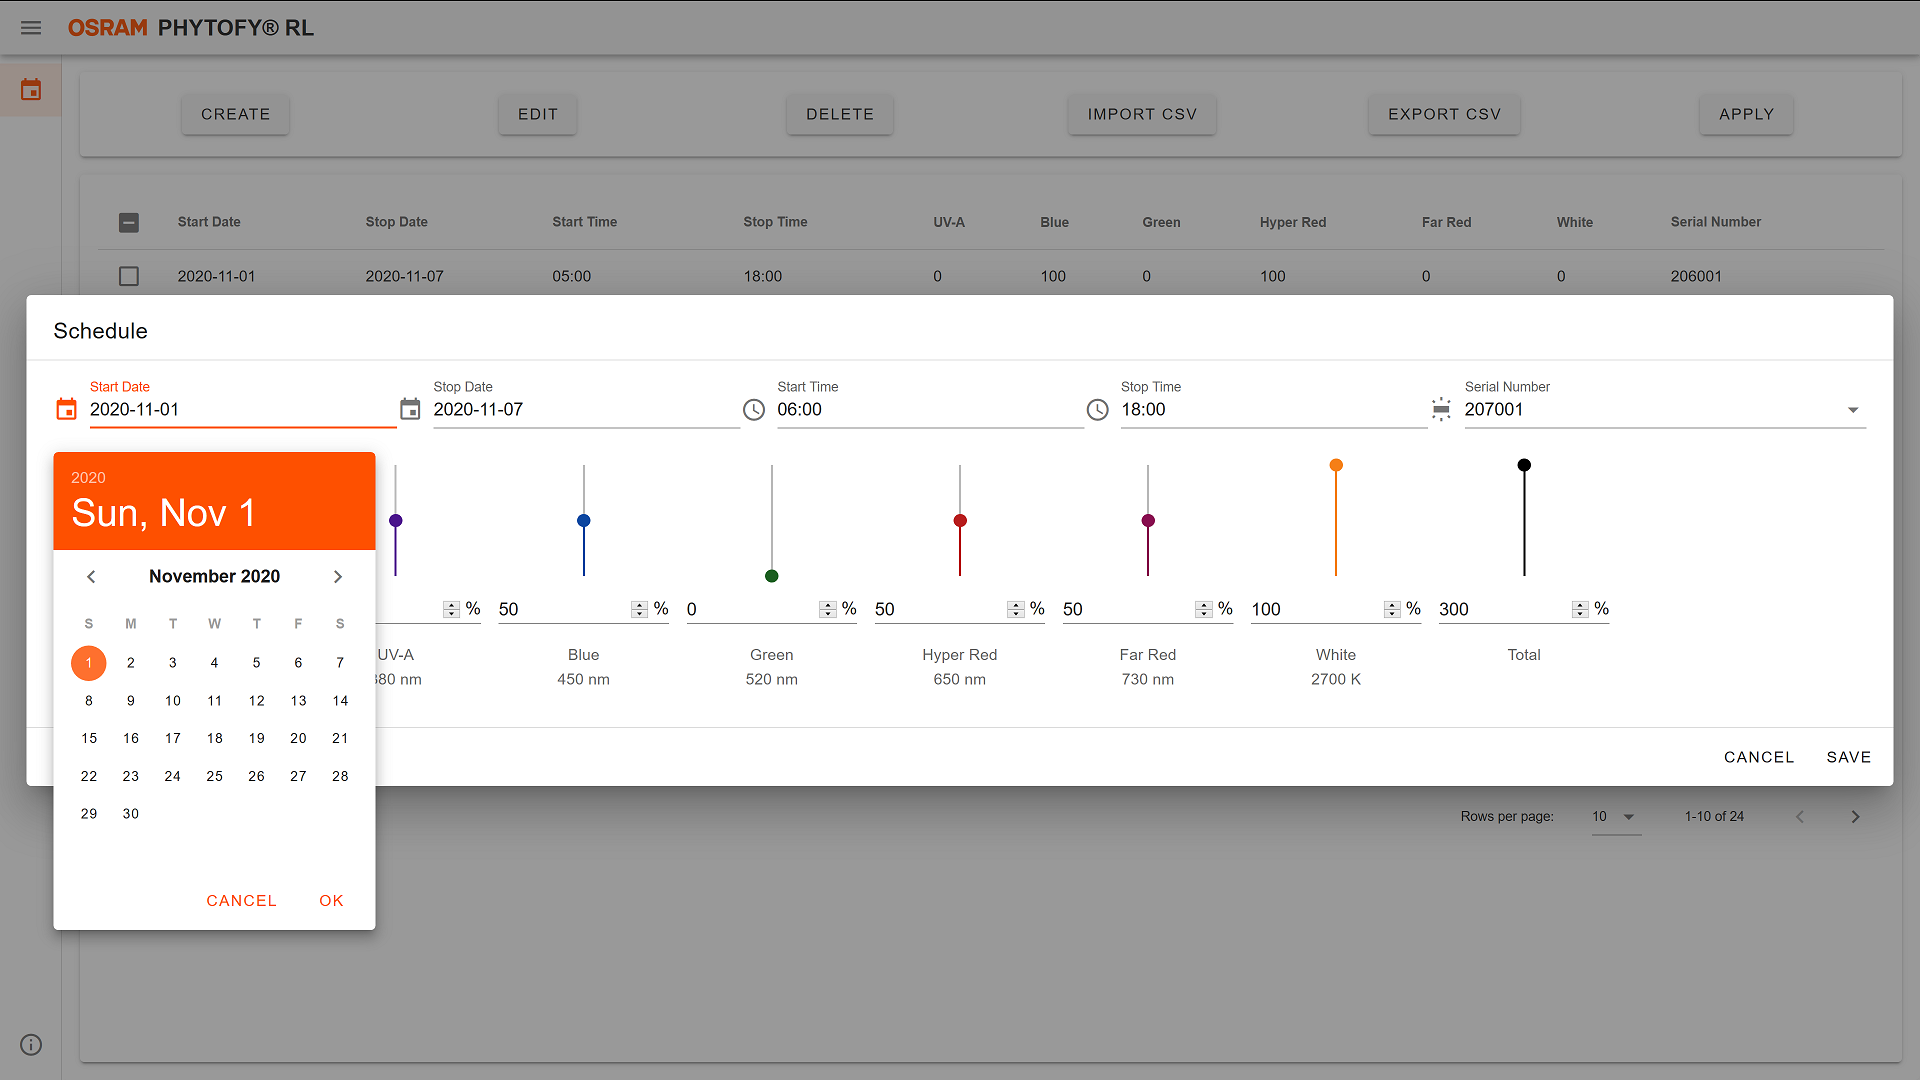 OSRAM PHYTOFY® RL
CREATE EDIT DELETE IMPORT CSV EXPORT CSV APPLY
Start Date Stop Date Start Time Stop Time UV-A Blue Green Hyper Red Far Red White Serial Number
2020-11-01 2020-11-07 05:00 18:00 0 100 0 100 0 0 206001
Schedule
Start Date Stop Date Start Time Stop Time Serial Number
2020-11-01 2020-11-07 06:00 18:00 207001
2020
Sun, Nov 1
November 2020
S M T W T F S
1 2 3 4 5 6 7
8 9 10 11 12 13 14
15 16 17 18 19 20 21
22 23 24 25 26 27 28
29 30
CANCEL OK
% 50 % 0 % 50 % 50 % 100 % 300 %
UV-A Blue Green Hyper Red Far Red White Total
80 nm 450 nm 520 nm 650 nm 730 nm 2700 K
CANCEL SAVE
Rows per page: 10 1-10 of 24